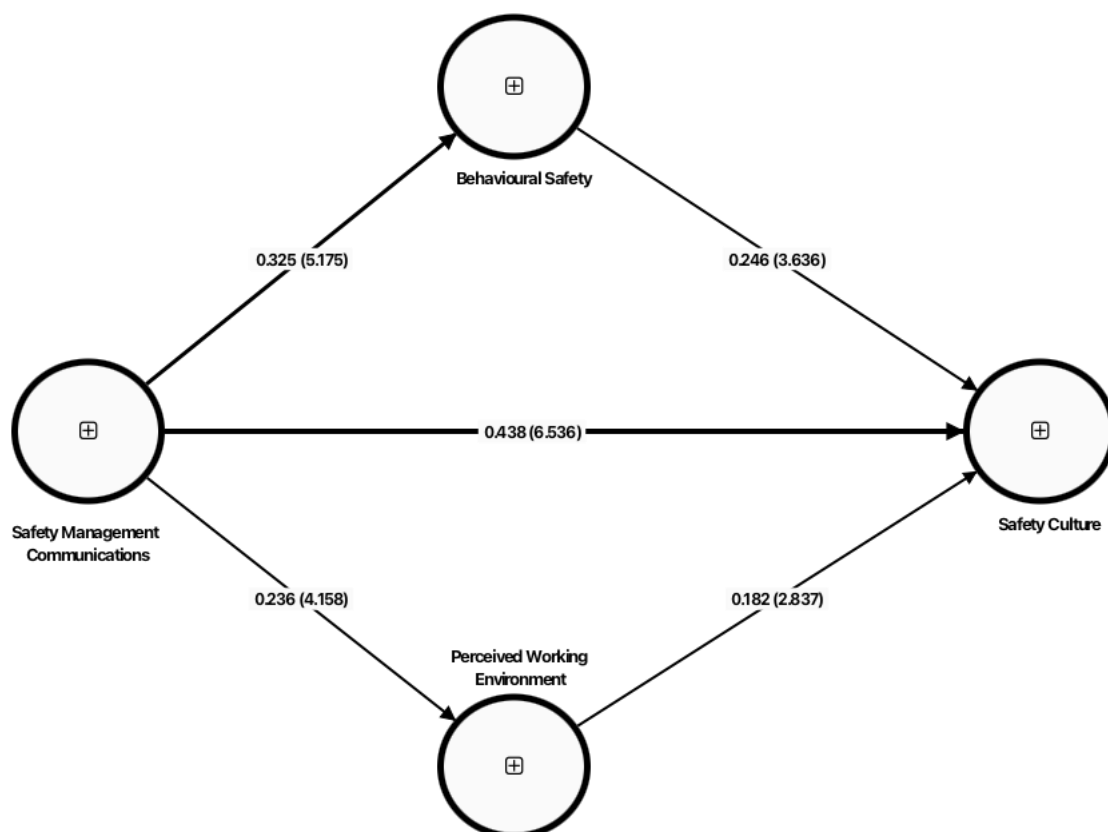 Behavioural Safety
0.325 (5.175)
0.246 (3.636)
0.438 (6.536)
Safety Management
Communications
Safety Culture
0.236 (4.158)
0.182 (2.837)
Perceived Working
Environment